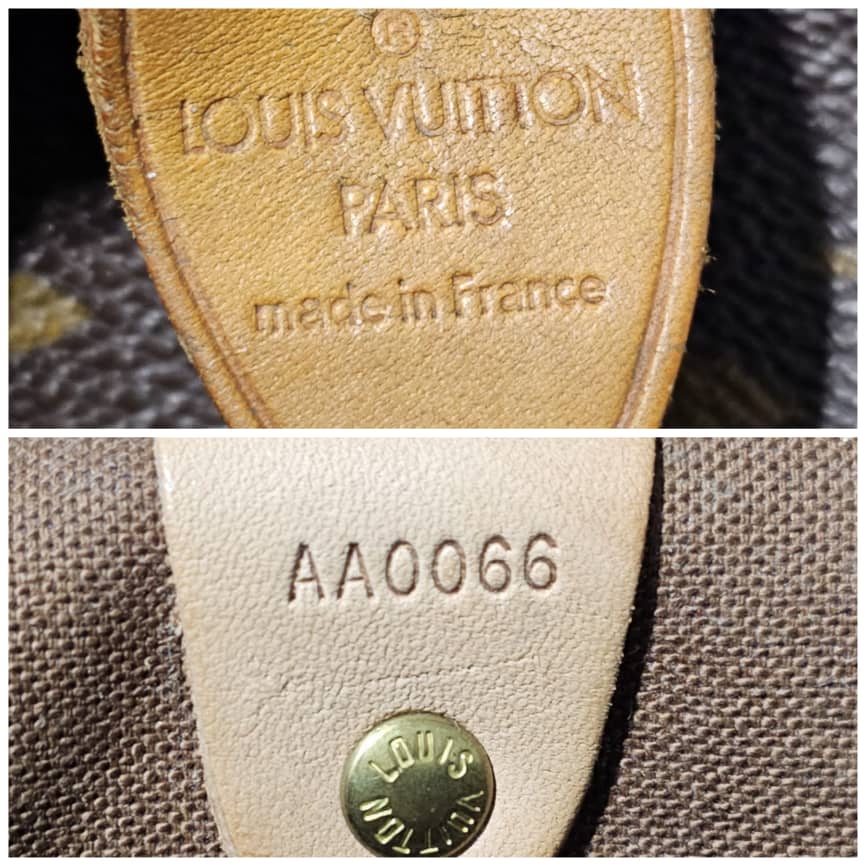 ®
LOUIS VUITTON
PARIS
made in France
AA0066
LOUIS VUITTON